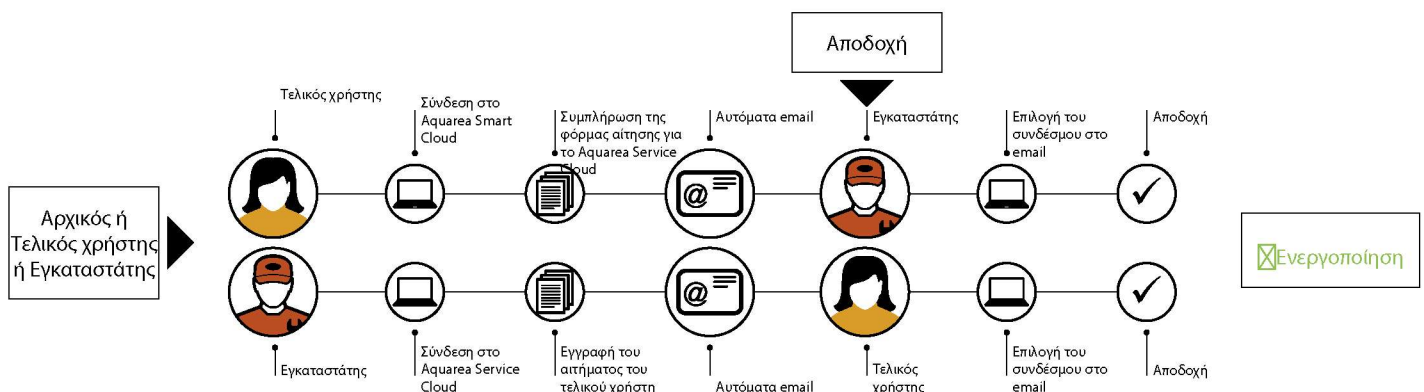 Αποδοχή
Τελικός χρήστης
Σύνδεση στο
Aquarea Smart
Cloud
Συμπλήρωση της
φόρμας αίτησης για
το Aquarea Service
Cloud
Αυτόματα email
Εγκαταστάτης
Επιλογή του
συνδέσμου στο
email
Αποδοχή
Αρχικός ή
Τελικός χρήστης
ή Εγκαταστάτης
Ενεργοποίηση
Εγκαταστάτης
Σύνδεση στο
Aquarea Service
Cloud
Εγγραφή του
αιτήματος του
τελικού χρήστη
Αυτόματα email
Τελικός
χρήστης
Επιλογή του
συνδέσμου στο
email
Αποδοχή